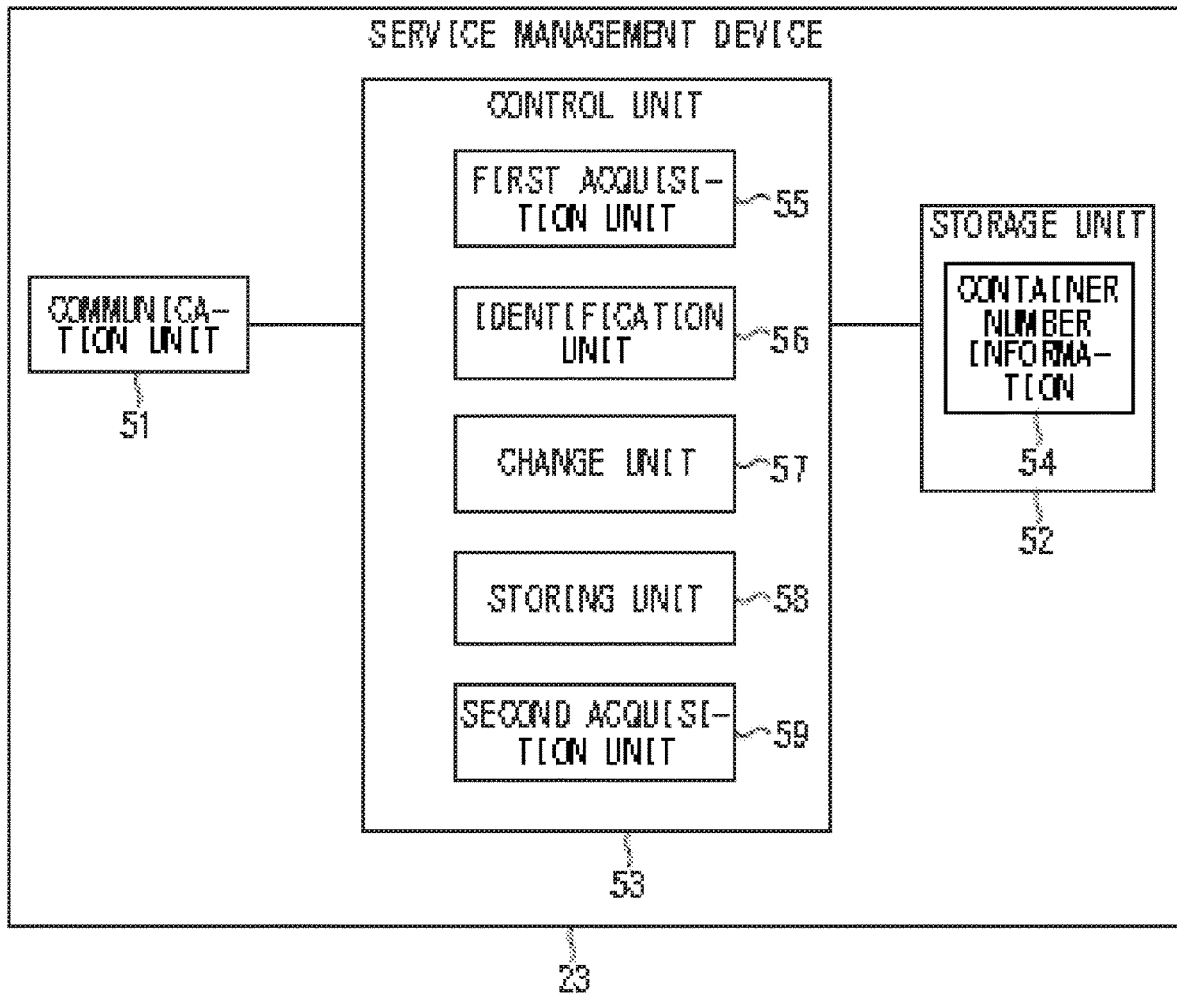 SERVICE MANAGEMENT DEVICE
CONTROL UNIT
FIRST ACQUISI-
TION UNIT
55
IDENTIFICATION
UNIT
56
CHANGE UNIT
57
STORING UNIT
58
SECOND ACQUISI-
TION UNIT
59
53
COMMUNICA-
TION UNIT
51
STORAGE UNIT
CONTAINER
NUMBER
INFORMA-
TION
54
52
23